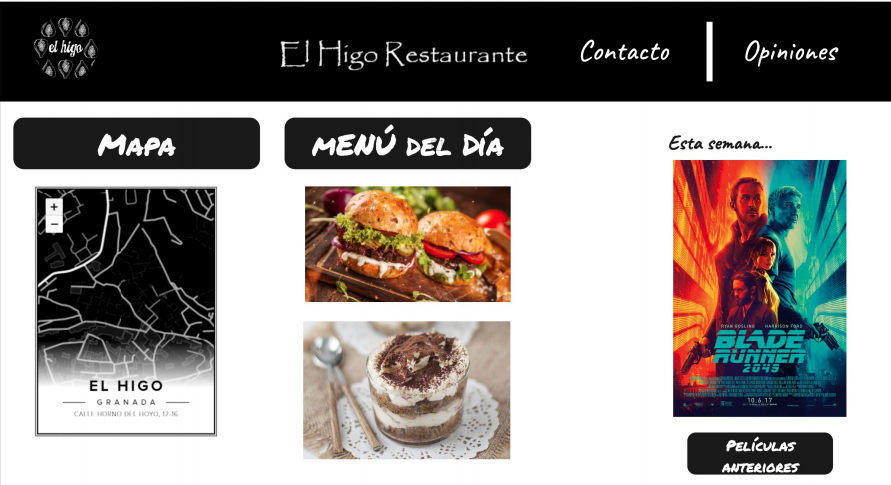 el higo
El Higo Restaurante
Contacto
Opiniones
Mapa
MENÚ DEL DÍA
Esta semana...
+
−
EL HIGO
GRANADA
CALLE HORNO DEL HOYO, 12-16
RYAN GOSLING HARRISON FORD
BLADE
RUNNER
2049
10.6.17
Películas
anteriores